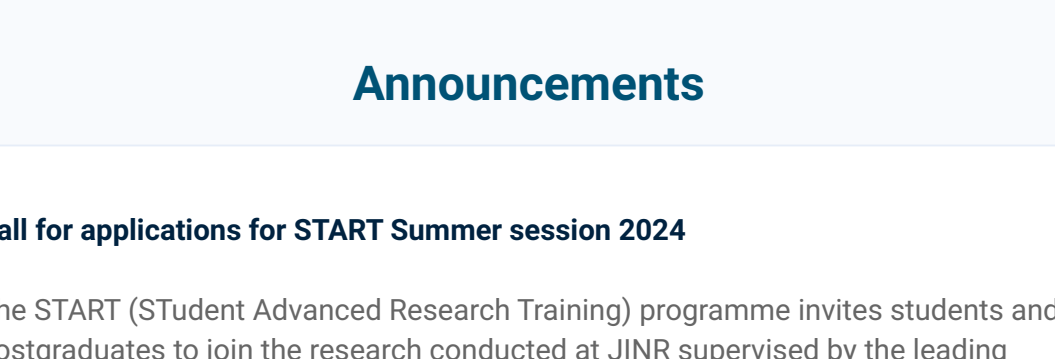 Announcements
all for applications for START Summer session 2024
he START (STudent Advanced Research Training) programme invites students and
ostgraduates to join the research conducted at JINR supervised by the leading